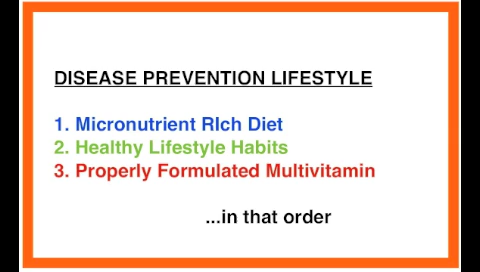 DISEASE PREVENTION LIFESTYLE
1. Micronutrient RIch Diet
2. Healthy Lifestyle Habits
3. Properly Formulated Multivitamin
...in that order